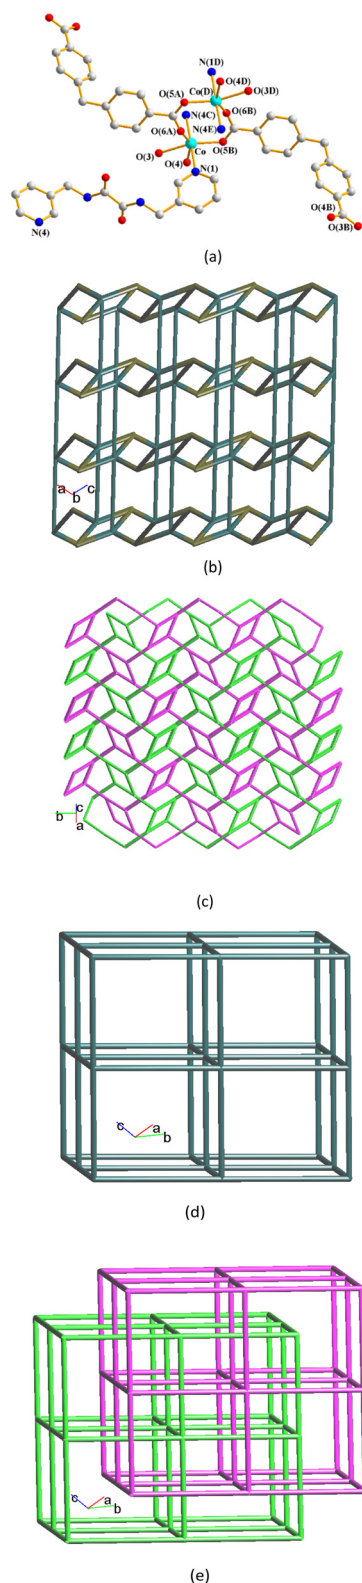 N(1D)
O(4D)
O(5A) Co(D) O(3D)
N(4C) O(6B)
O(6A) N(4E)
O(3) Co O(5B)
O(4) N(1)
N(4) O(4B)
O(3B)
(a)
a c
b
(b)
b c
a
(c)
c a
b
(d)
c a
b
(e)